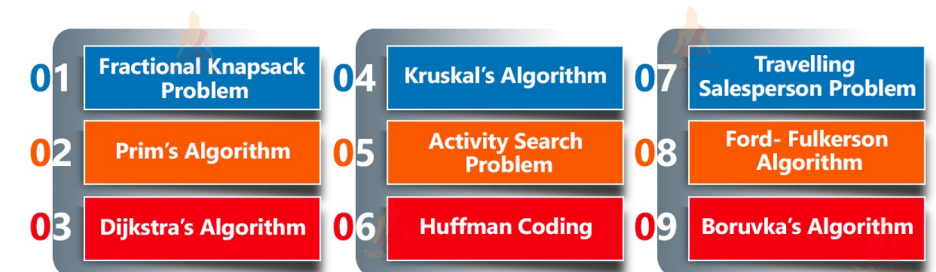 01
Fractional Knapsack
Problem
02
Prim's Algorithm
03
Dijkstra's Algorithm
04
Kruskal's Algorithm
05
Activity Search
Problem
06
Huffman Coding
07
Travelling
Salesperson Problem
08
Ford- Fulkerson
Algorithm
09
Boruvka's Algorithm